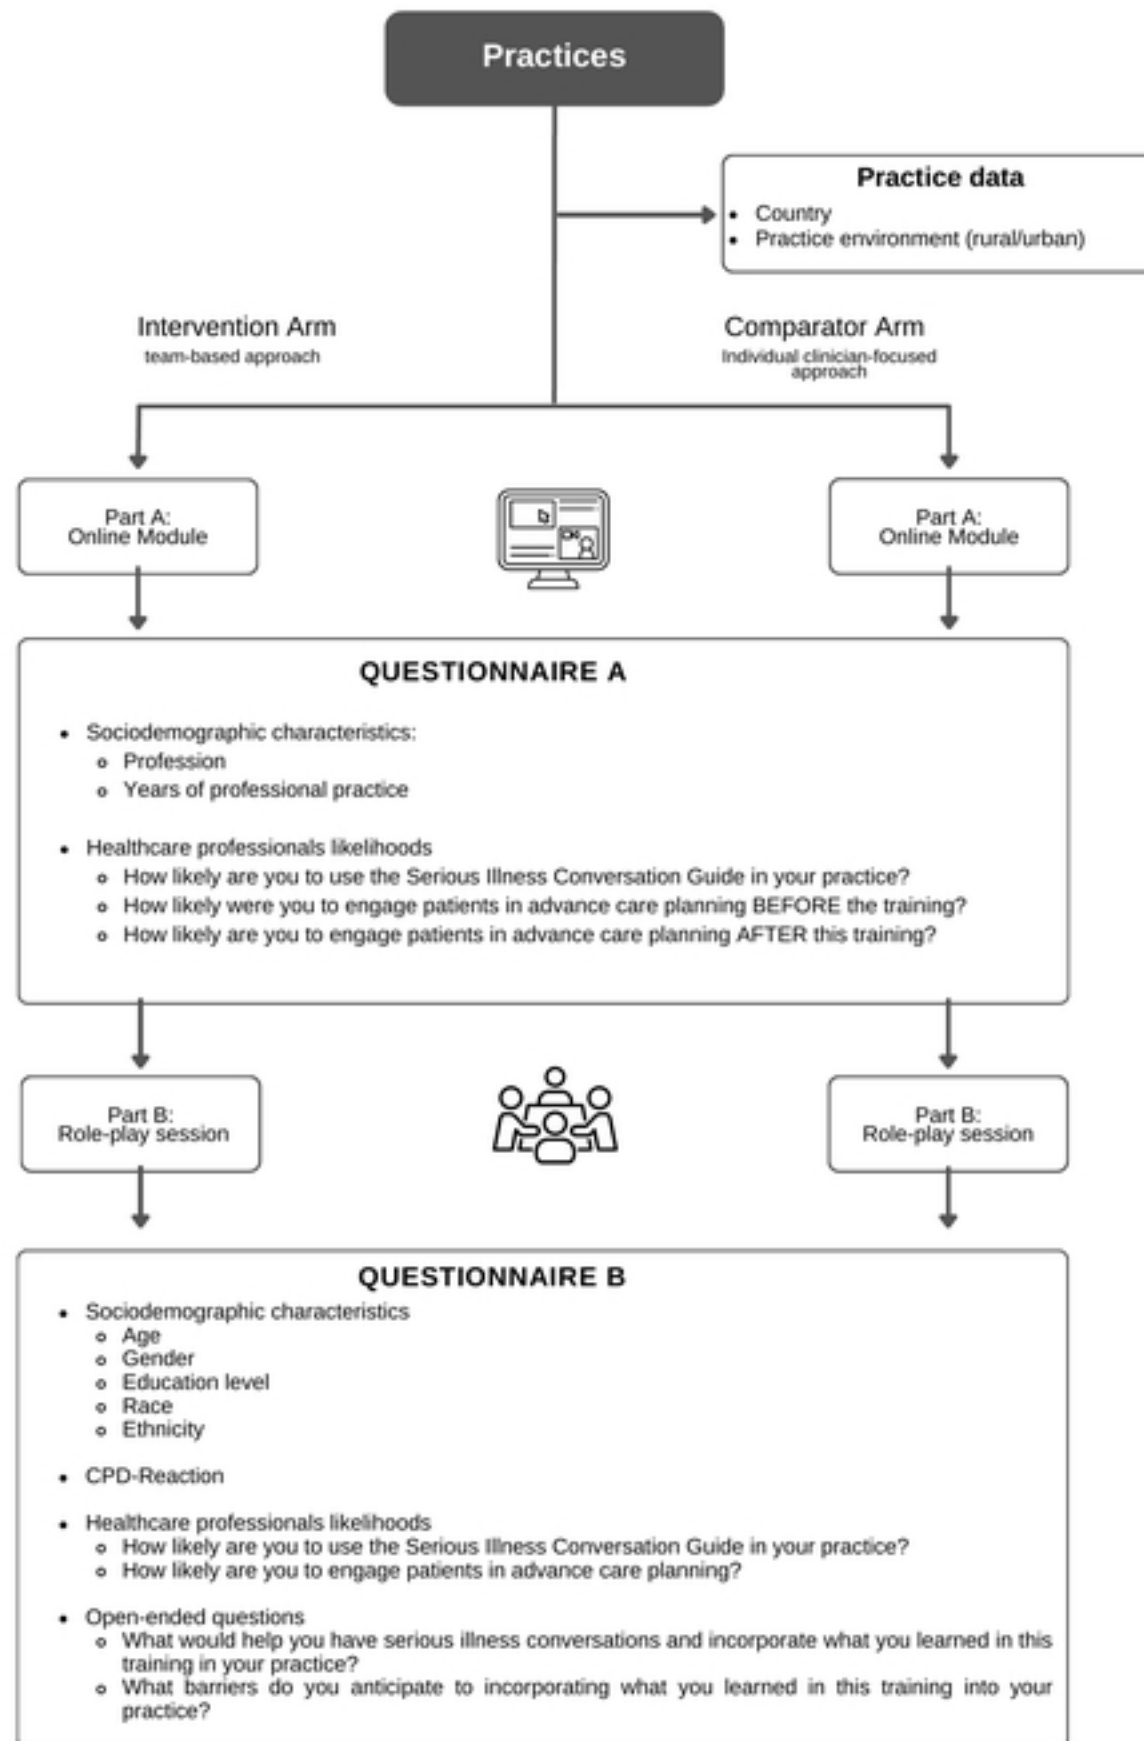 Practices
Practice data
• Country
• Practice environment (rural/urban)
Intervention Arm
team-based approach
Comparator Arm
Individual clinician-focused
approach
Part A:
Online Module
Part A:
Online Module
QUESTIONNAIRE A
• Sociodemographic characteristics:
o Profession
o Years of professional practice
• Healthcare professionals likelihoods
o How likely are you to use the Serious Illness Conversation Guide in your practice?
o How likely were you to engage patients in advance care planning BEFORE the training?
o How likely are you to engage patients in advance care planning AFTER this training?
Part B:
Role-play session
Part B:
Role-play session
QUESTIONNAIRE B
• Sociodemographic characteristics
o Age
o Gender
o Education level
o Race
o Ethnicity
• CPD-Reaction
• Healthcare professionals likelihoods
o How likely are you to use the Serious Illness Conversation Guide in your practice?
o How likely are you to engage patients in advance care planning?
• Open-ended questions
o What would help you have serious illness conversations and incorporate what you learned in this
training in your practice?
o What barriers do you anticipate to incorporating what you learned in this training into your
practice?